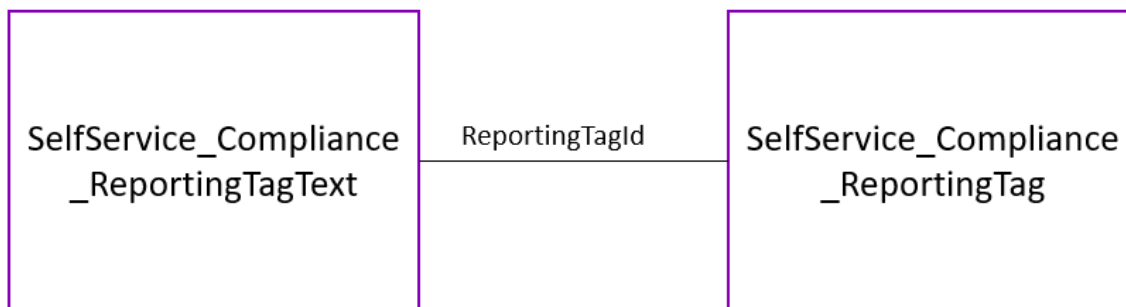 SelfService_Compliance
_ReportingTagText
ReportingTagId
SelfService_Compliance
_ReportingTag